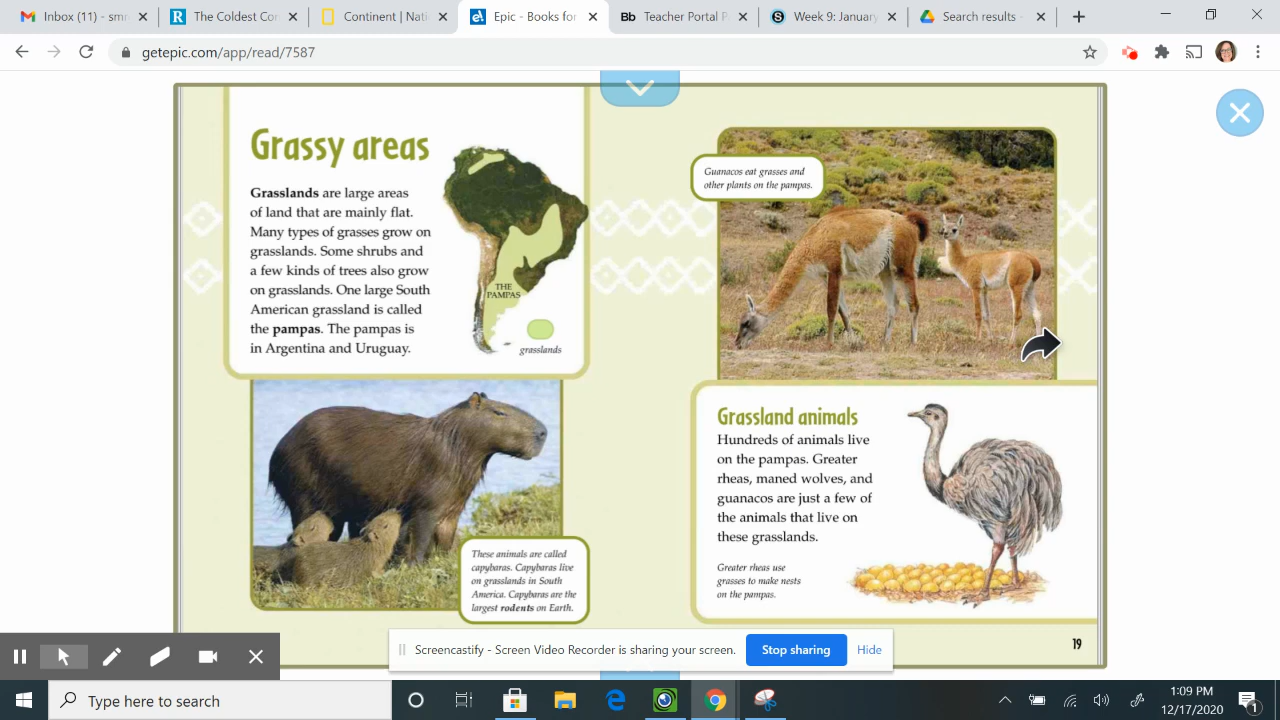 Inbox (11) - smr
The Coldest Cor
Continent | Nati
Epic - Books for
Bb Teacher Portal P
Week 9: January
Search results -
getepic.com/app/read/7587
Grassy areas
Grasslands are large areas
of land that are mainly flat.
Many types of grasses grow on
grasslands. Some shrubs and
a few kinds of trees also grow
on grasslands. One large South
American grassland is called
the pampas. The pampas is
in Argentina and Uruguay.
THE
PAMPAS
grasslands
These animals are called
capybaras. Capybaras live
on grasslands in South
America. Capybaras are the
largest rodents on Earth.
Guanacos eat grasses and
other plants on the pampas.
Grassland animals
Hundreds of animals live
on the pampas. Greater
rheas, maned wolves, and
guanacos are just a few of
the animals that live on
these grasslands.
Greater rheas use
grasses to make nests
on the pampas.
19
Screencastify - Screen Video Recorder is sharing your screen.
Stop sharing
Hide
Type here to search
1:09 PM
12/17/2020
1